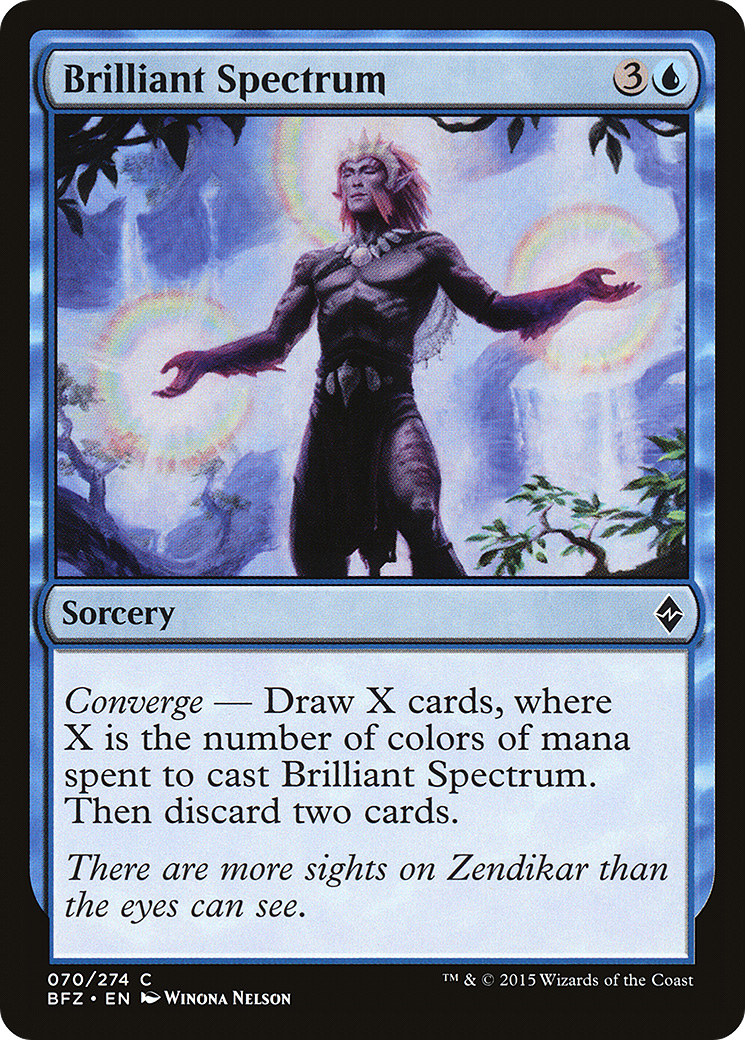 Brilliant Spectrum 3
Sorcery
Converge — Draw X cards, where
X is the number of colors of mana
spent to cast Brilliant Spectrum.
Then discard two cards.
There are more sights on Zendikar than
the eyes can see.
070/274 C
BFZ • EN Winona Nelson
™ & © 2015 Wizards of the Coast